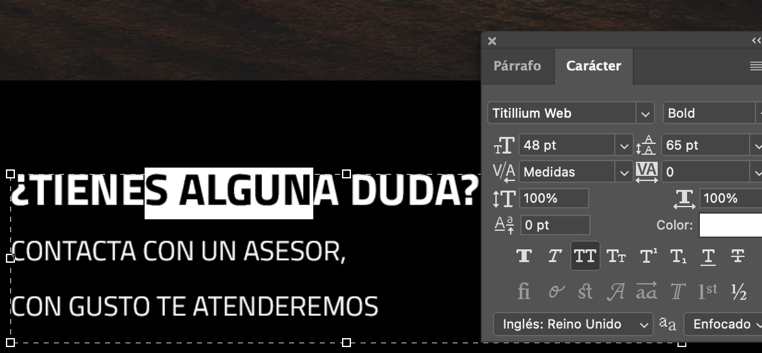 ¿TIENES ALGUNA DUDA?
CONTACTA CON UN ASESOR,
CON GUSTO TE ATENDEREMOS
Párrafo Carácter
Titillium Web Bold
48 pt 65 pt
Medidas 0
100% 100%
0 pt Color:
T T TT Tt T¹ T₁ T T
fi st A aa T 1st ½
Inglés: Reino Unido aa Enfocado